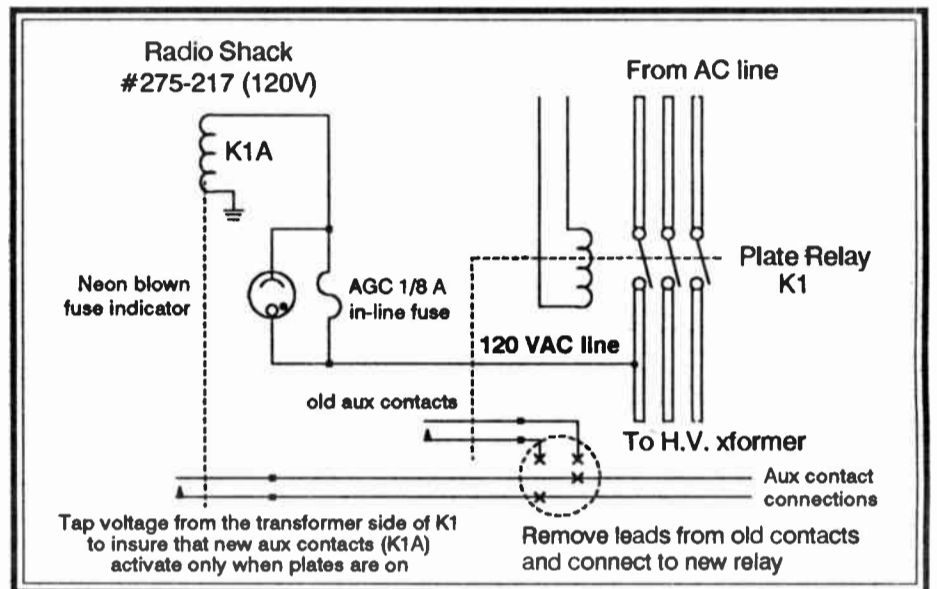 Radio Shack
#275-217 (120V)
From AC line
K1A
Plate Relay
K1
Neon blown
fuse indicator
AGC 1/8 A
in-line fuse
120 VAC line
old aux contacts
To H.V. xformer
Aux contact
connections
Tap voltage from the transformer side of K1
to insure that new aux contacts (K1A)
activate only when plates are on
Remove leads from old contacts
and connect to new relay